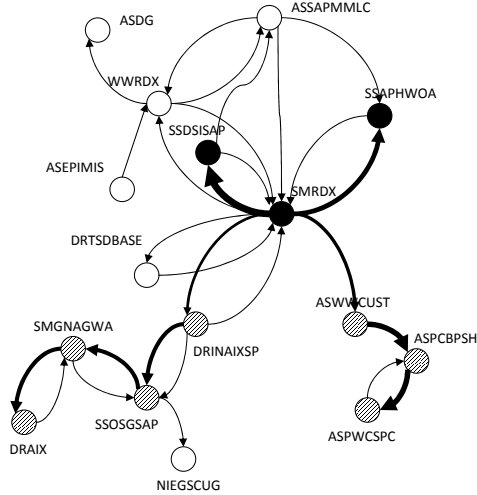 ASSAPMMLC
ASDG
WWRDX
SSAPHWOA
SSDSISAP
ASEPIMIS
SMRDX
DRTSDBASE
ASWWCUST
SMGNAGWA
ASPCBPSH
DRINAIXSP
SSOSGSAP
DRAIX
ASPWCSPC
NIEGSCUG